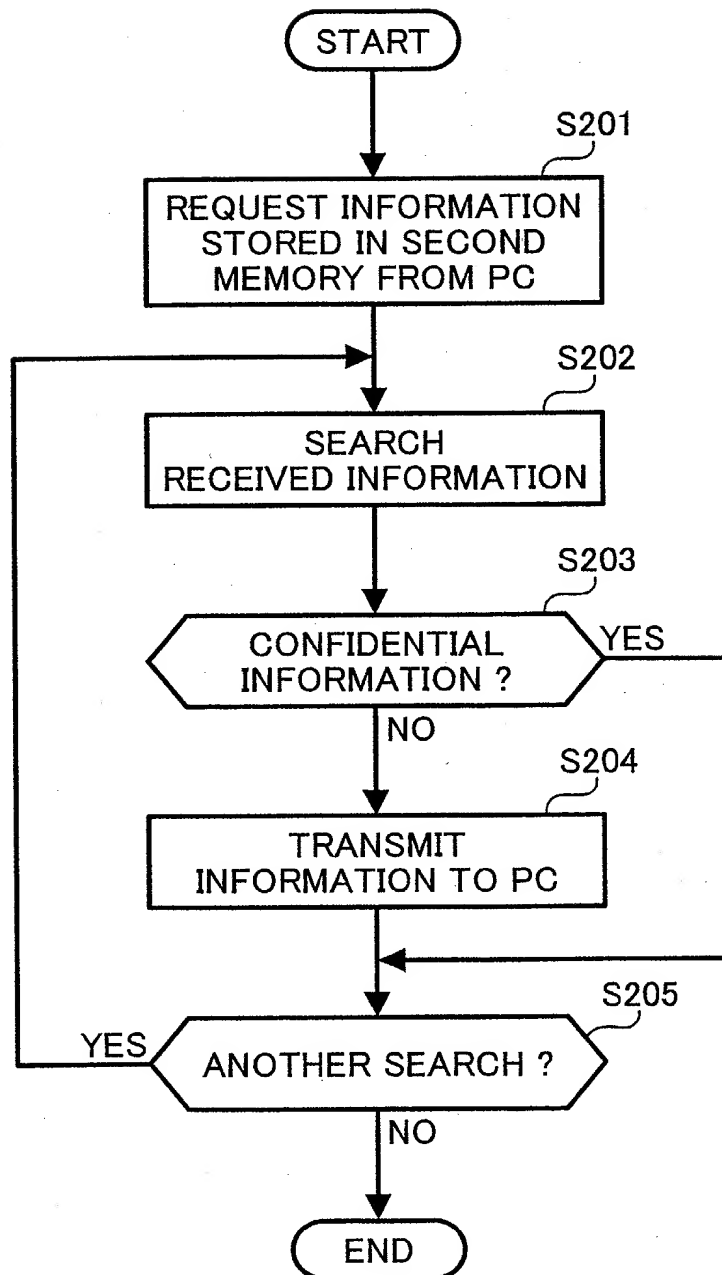 START
S201
REQUEST INFORMATION
STORED IN SECOND
MEMORY FROM PC
S202
SEARCH
RECEIVED INFORMATION
S203
CONFIDENTIAL
INFORMATION ?
YES
NO
S204
TRANSMIT
INFORMATION TO PC
S205
YES
ANOTHER SEARCH ?
NO
END